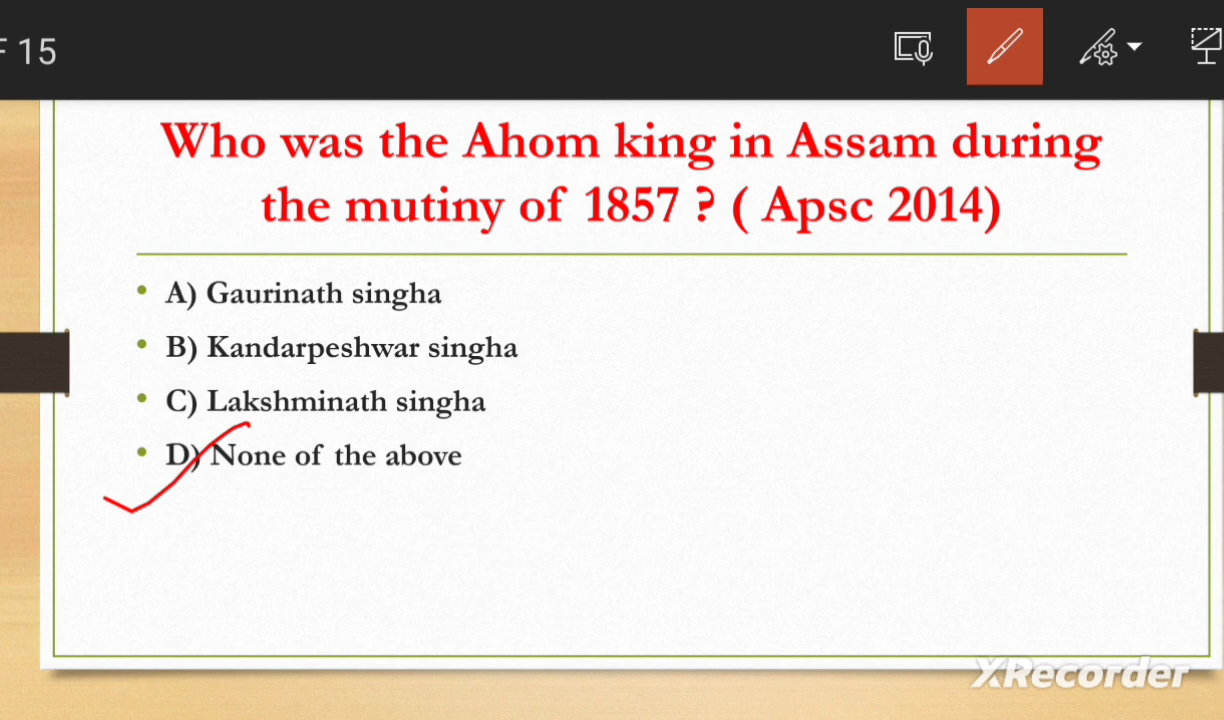 15
Who was the Ahom king in Assam during
the mutiny of 1857 ? ( Apsc 2014)
• A) Gaurinath singha
• B) Kandarpeshwar singha
• C) Lakshminath singha
• D) None of the above
XRecorder